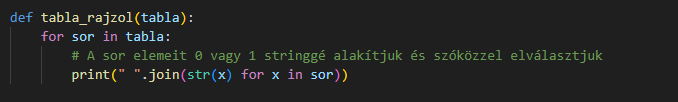 def tabla_rajzol(tabla):
    for sor in tabla:
        # A sor elemeit 0 vagy 1 stringgé alakítjuk és szóközzel elválasztjuk
        print(" ".join(str(x) for x in sor))